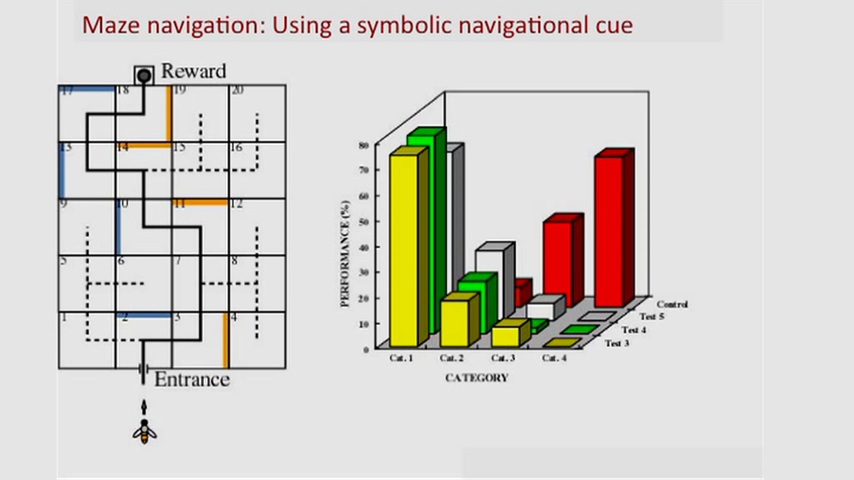 Maze navigation: Using a symbolic navigational cue
Reward
17 18 19 20
13 14 15 16
9 10 11 12
5 6 7 8
1 2 3 4
Entrance
PERFORMANCE (%)
80
70
60
50
40
30
20
10
0
Cat. 1 Cat. 2 Cat. 3 Cat. 4
CATEGORY
Control
Test 5
Test 4
Test 3